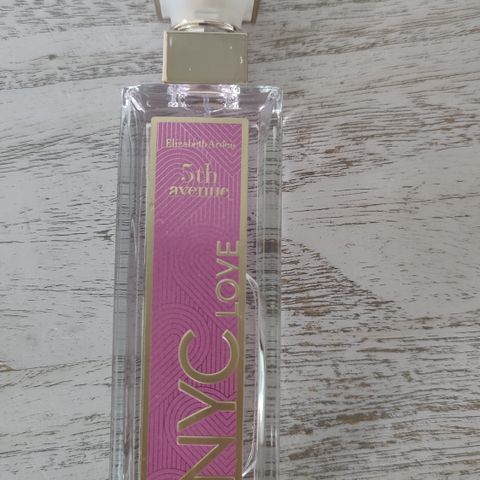 Elizabeth Arden
5th
avenue
NYC
LOVE